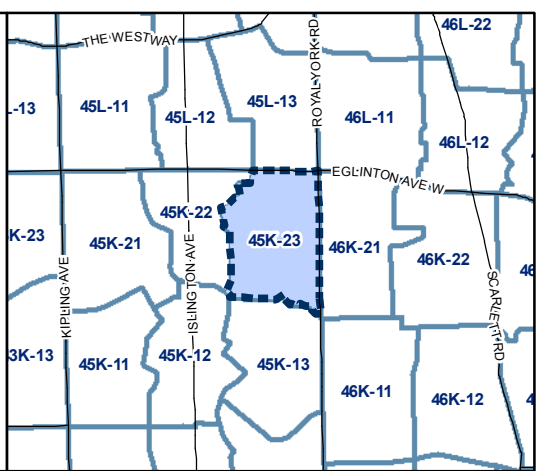 46L-22
THE WESTWAY
ROYAL YORK RD
L-13
45L-11
45L-12
45L-13
46L-11
46L-12
EGLINTON AVE W
K-23
45K-21
45K-22
45K-23
46K-21
46K-22
46
KIPLING AVE
ISLINGTON AVE
SCARLETT RD
3K-13
45K-11
45K-12
45K-13
46K-11
46K-12
4